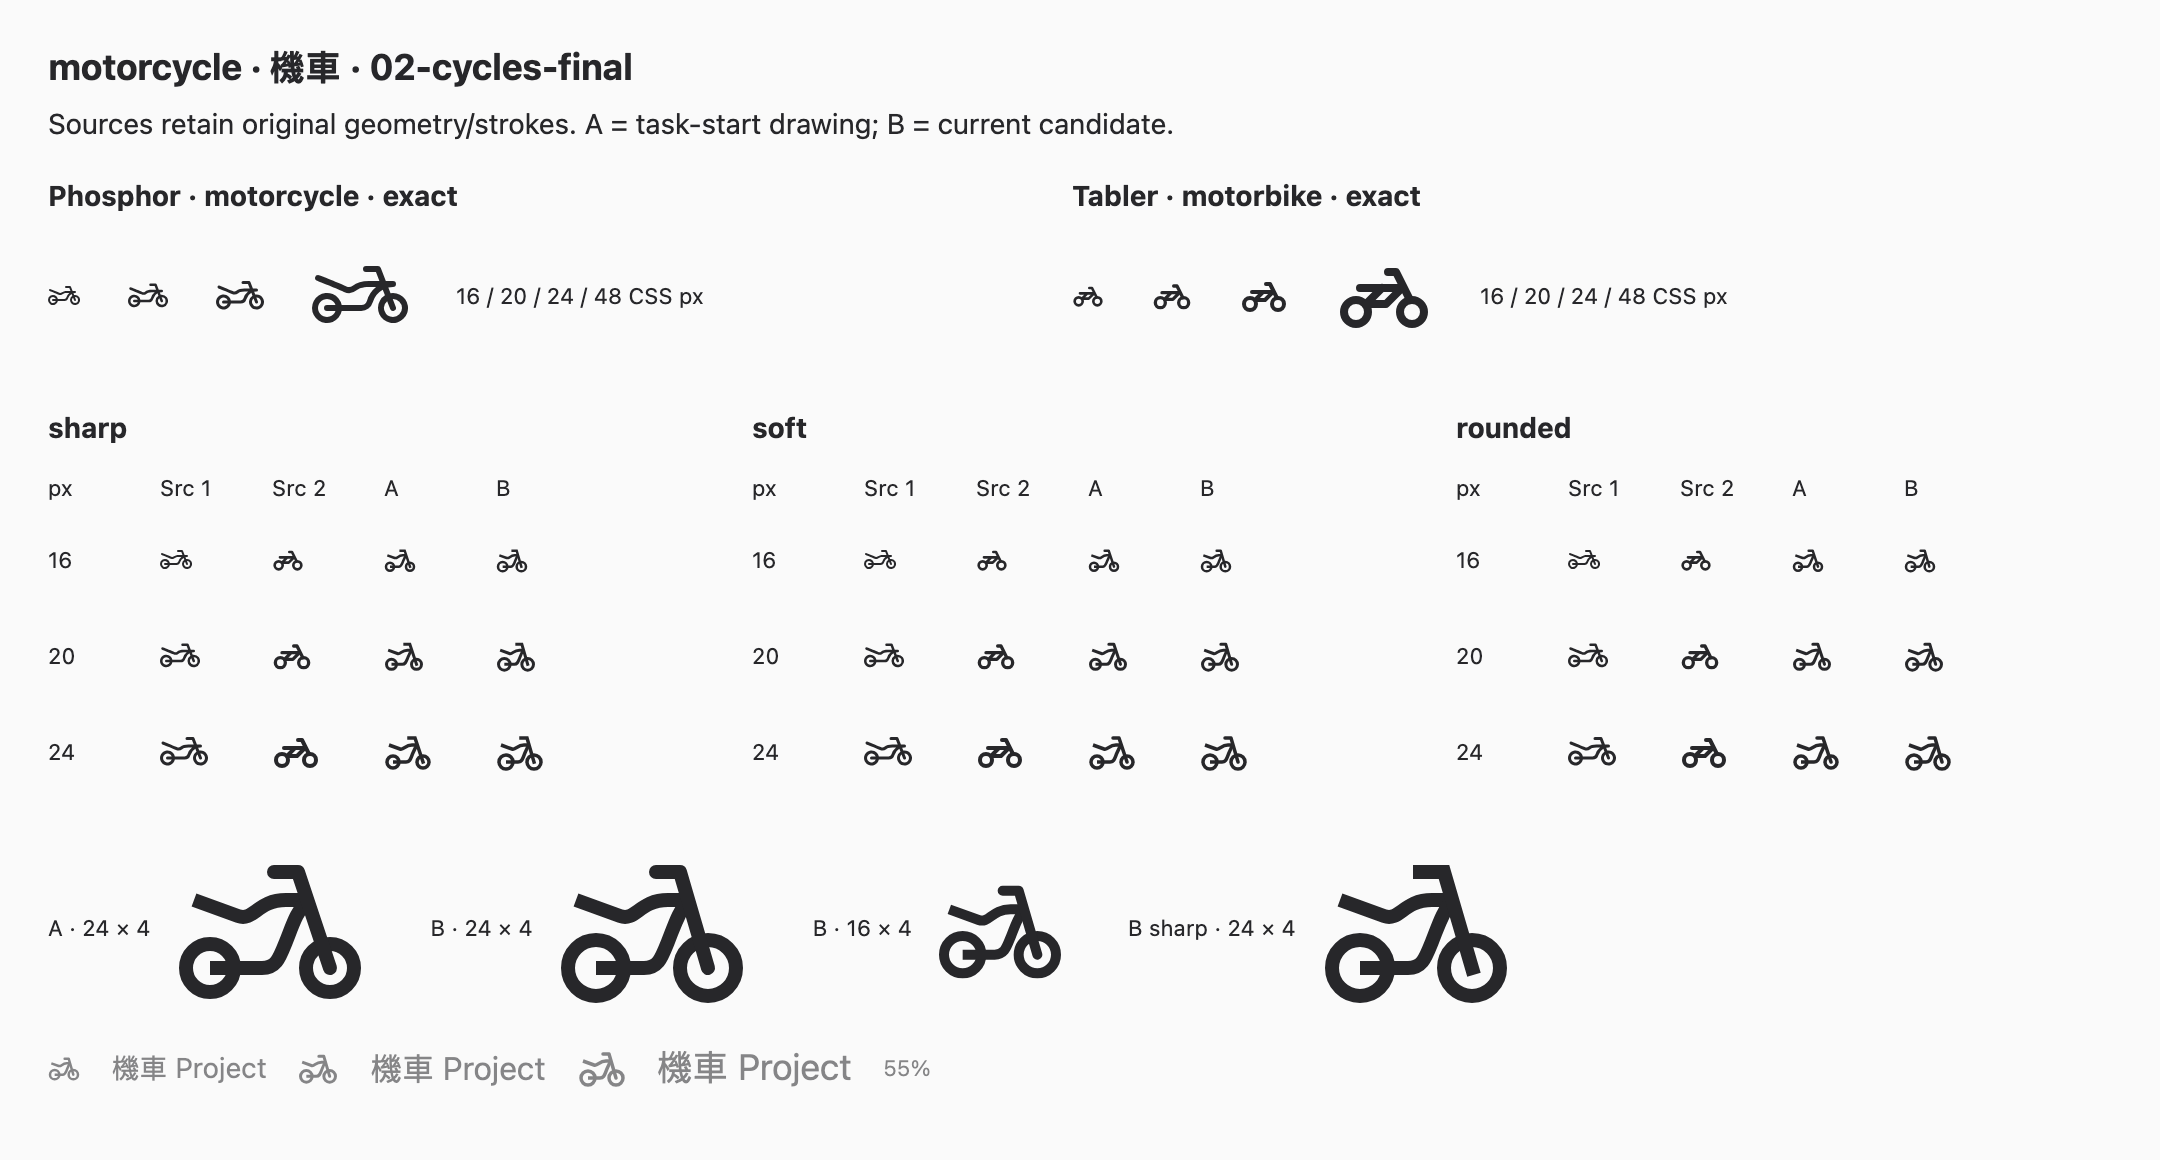 motorcycle · 機車 · 02-cycles-final
Sources retain original geometry/strokes. A = task-start drawing; B = current candidate.
Phosphor · motorcycle · exact
16 / 20 / 24 / 48 CSS px
Tabler · motorbike · exact
16 / 20 / 24 / 48 CSS px
sharp
px Src 1 Src 2 A B
16
20
24
soft
px Src 1 Src 2 A B
16
20
24
rounded
px Src 1 Src 2 A B
16
20
24
A · 24 × 4 B · 24 × 4 B · 16 × 4 B sharp · 24 × 4
機車 Project 機車 Project 機車 Project 55%